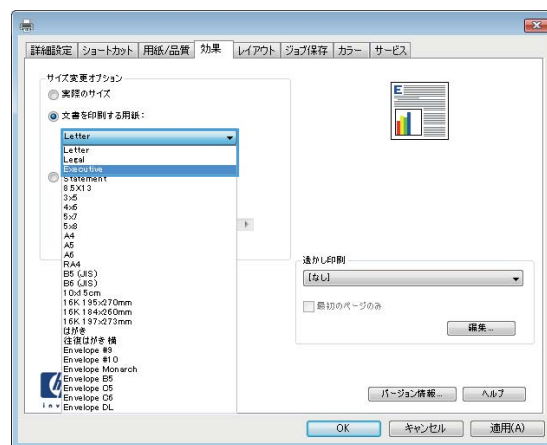 詳細設定 ショートカット 用紙/品質 効果 レイアウト ジョブ保存 カラー サービス
サイズ変更オプション
実際のサイズ
文書を印刷する用紙:
Letter
Letter
Legal
Executive
Statement
8.5X13
3x5
4x6
5x7
5x8
A4
A5
A6
RA4
B5 (JIS)
B6 (JIS)
10x15cm
16K 195x270mm
16K 184x260mm
16K 197x273mm
はがき
往復はがき 横
Envelope #9
Envelope #10
Envelope Monarch
Envelope B5
Envelope C5
Envelope C6
Envelope DL
E
透かし印刷
[なし]
最初のページのみ
編集...
inv
バージョン情報... ヘルプ
OK キャンセル 適用(A)